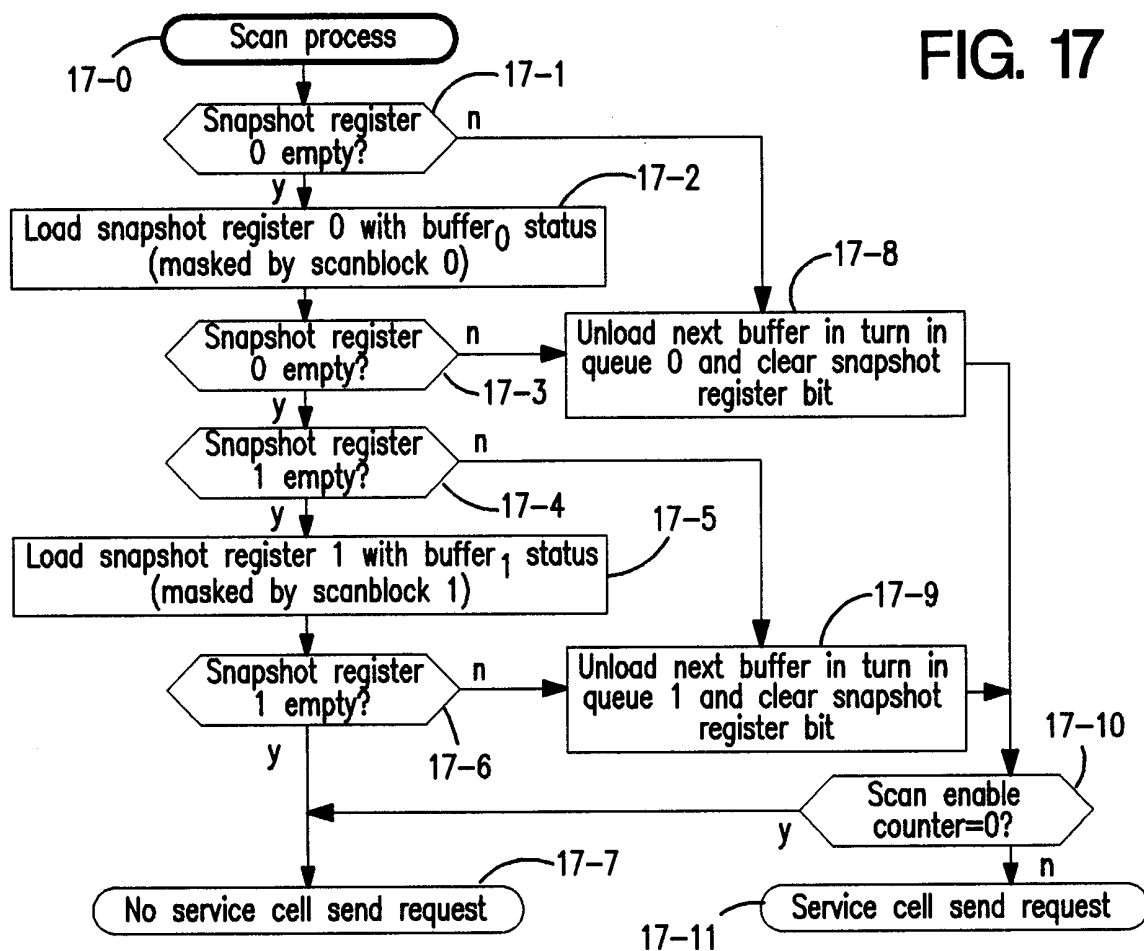 FIG. 17
Scan process
17-0
17-1
Snapshot register
0 empty?
n
y
17-2
Load snapshot register 0 with buffer0 status
(masked by scanblock 0)
17-8
Snapshot register
0 empty?
n
17-3
y
Unload next buffer in turn in
queue 0 and clear snapshot
register bit
Snapshot register
1 empty?
n
17-4
y
17-5
Load snapshot register 1 with buffer1 status
(masked by scanblock 1)
17-9
Snapshot register
1 empty?
n
17-6
y
Unload next buffer in turn in
queue 1 and clear snapshot
register bit
17-10
Scan enable
counter=0?
y
n
17-7
No service cell send request
Service cell send request
17-11